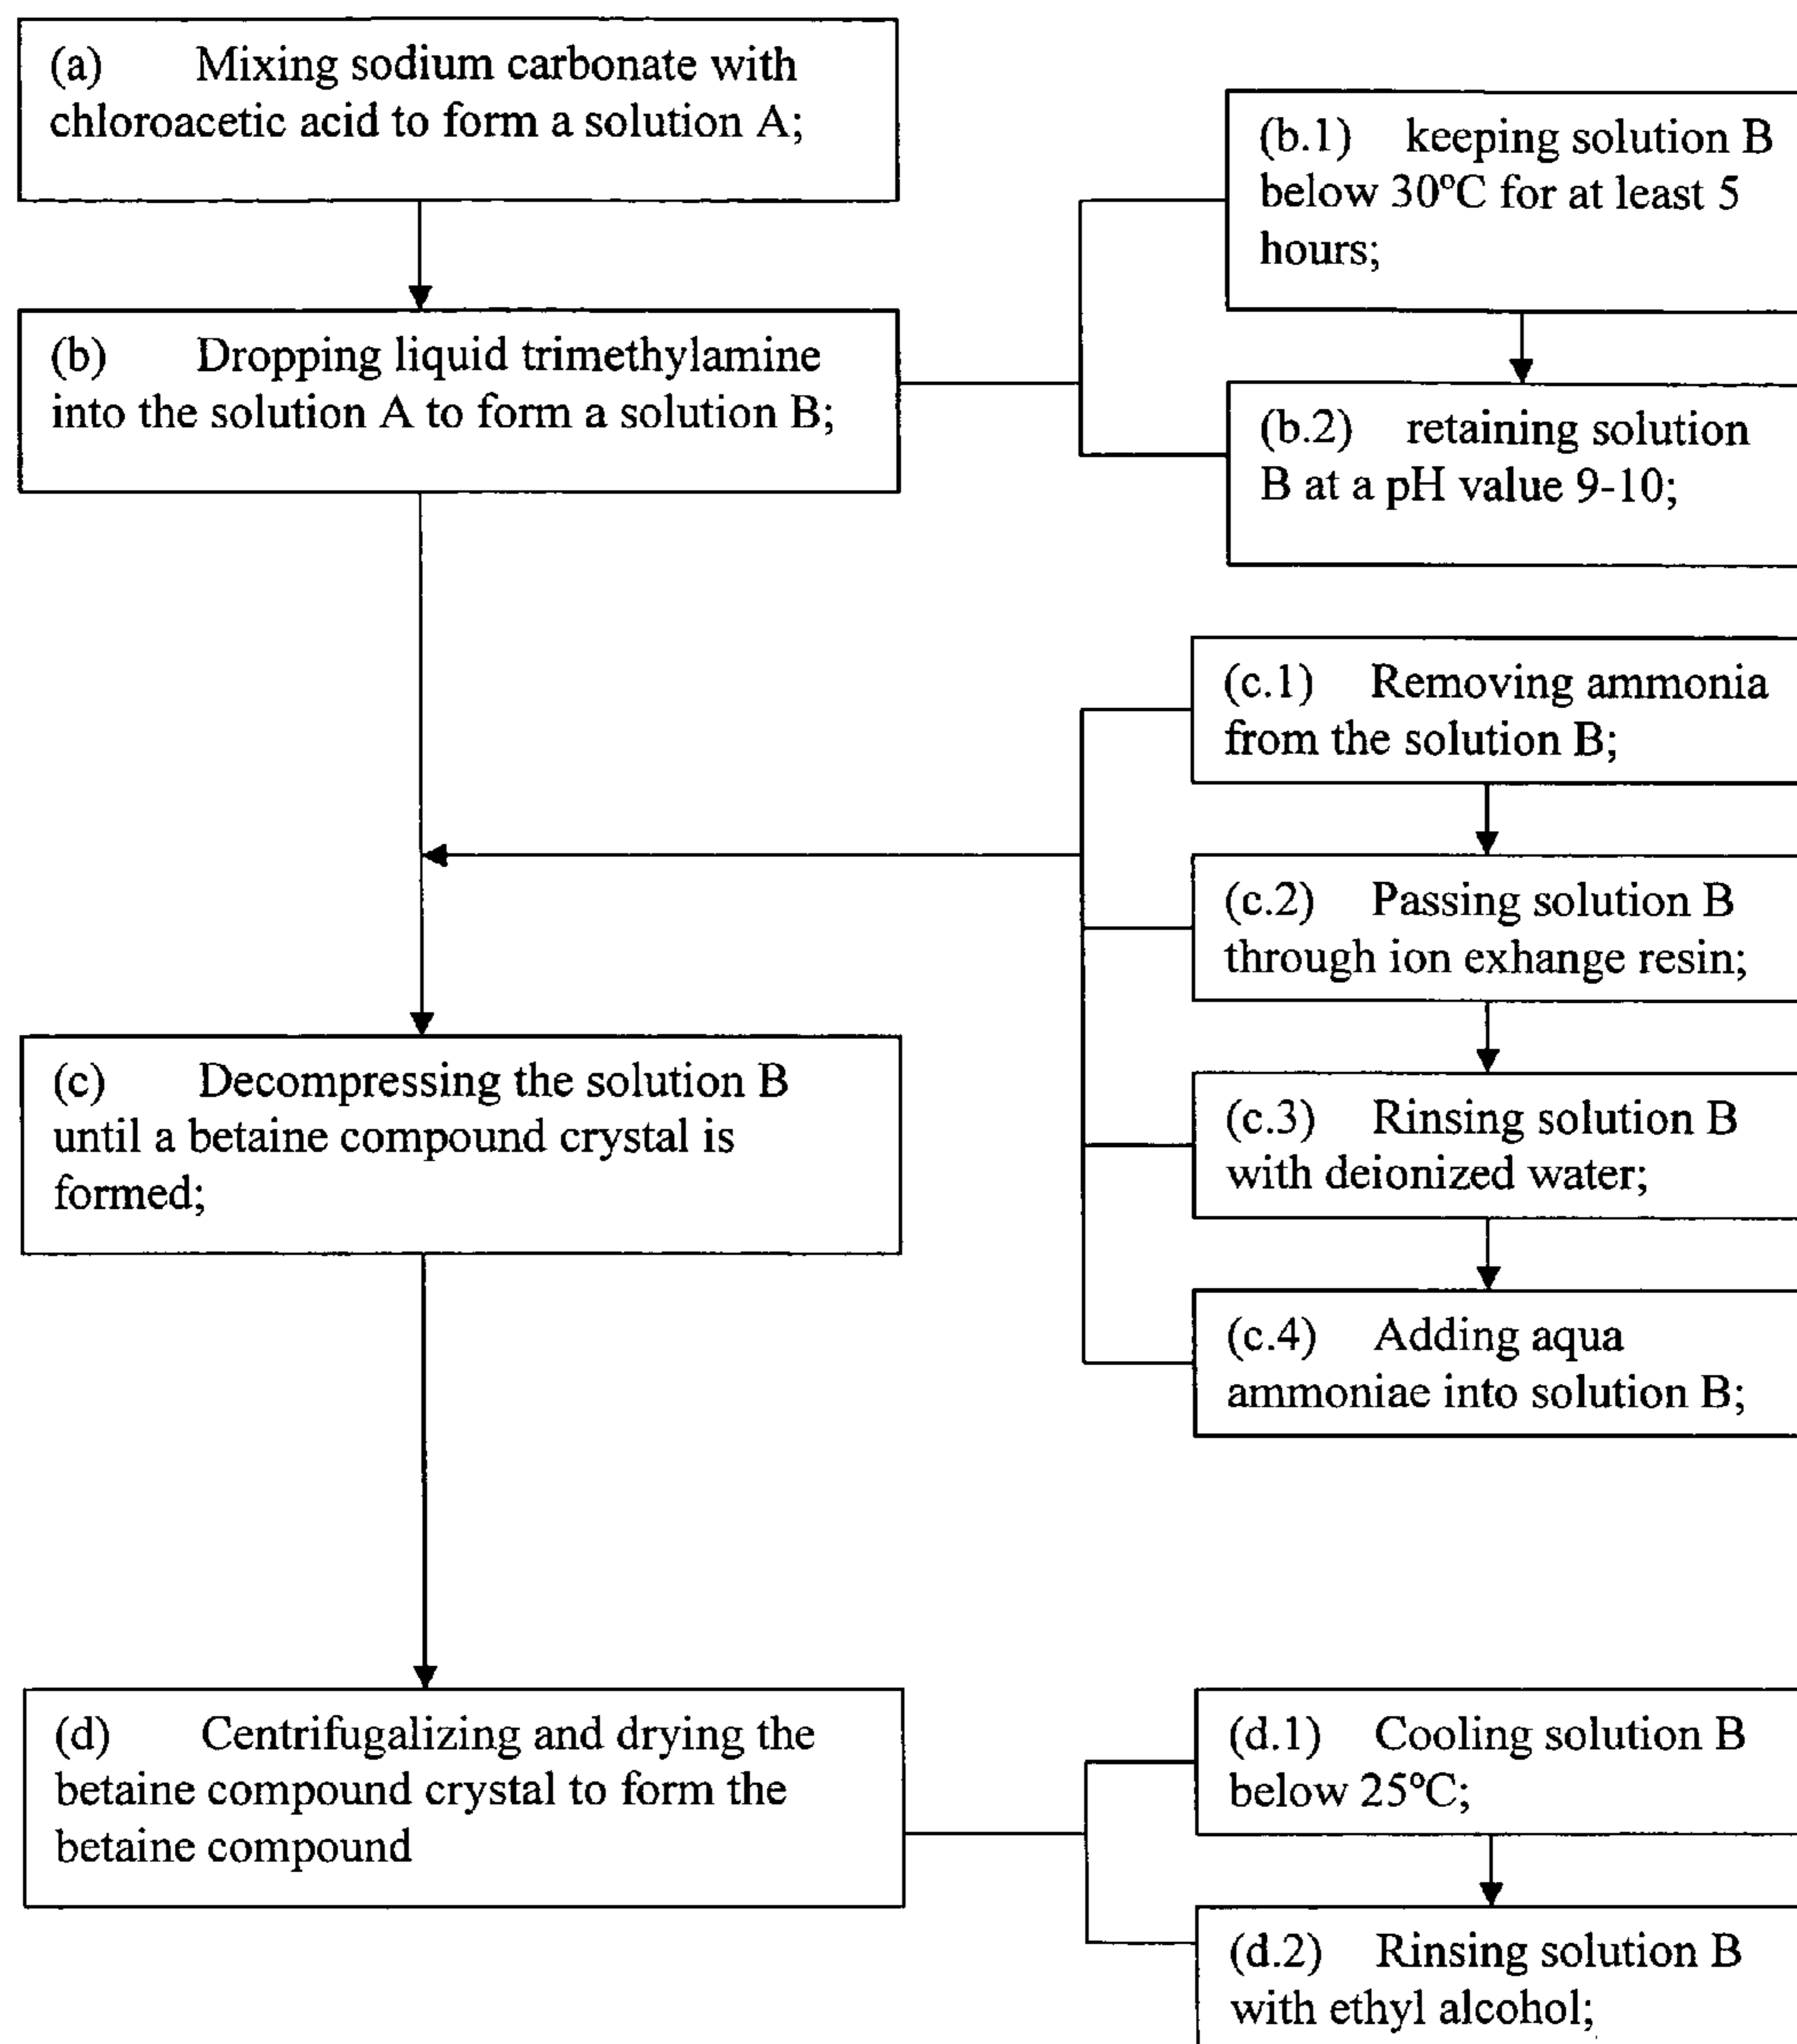 (a) Mixing sodium carbonate with
chloroacetic acid to form a solution A;
(b.1) keeping solution B
below 30ºC for at least 5
hours;
(b) Dropping liquid trimethylamine
into the solution A to form a solution B;
(b.2) retaining solution
B at a pH value 9-10;
(c.1) Removing ammonia
from the solution B;
(c.2) Passing solution B
through ion exhange resin;
(c) Decompressing the solution B
until a betaine compound crystal is
formed;
(c.3) Rinsing solution B
with deionized water;
(c.4) Adding aqua
ammoniae into solution B;
(d) Centrifugalizing and drying the
betaine compound crystal to form the
betaine compound
(d.1) Cooling solution B
below 25ºC;
(d.2) Rinsing solution B
with ethyl alcohol;